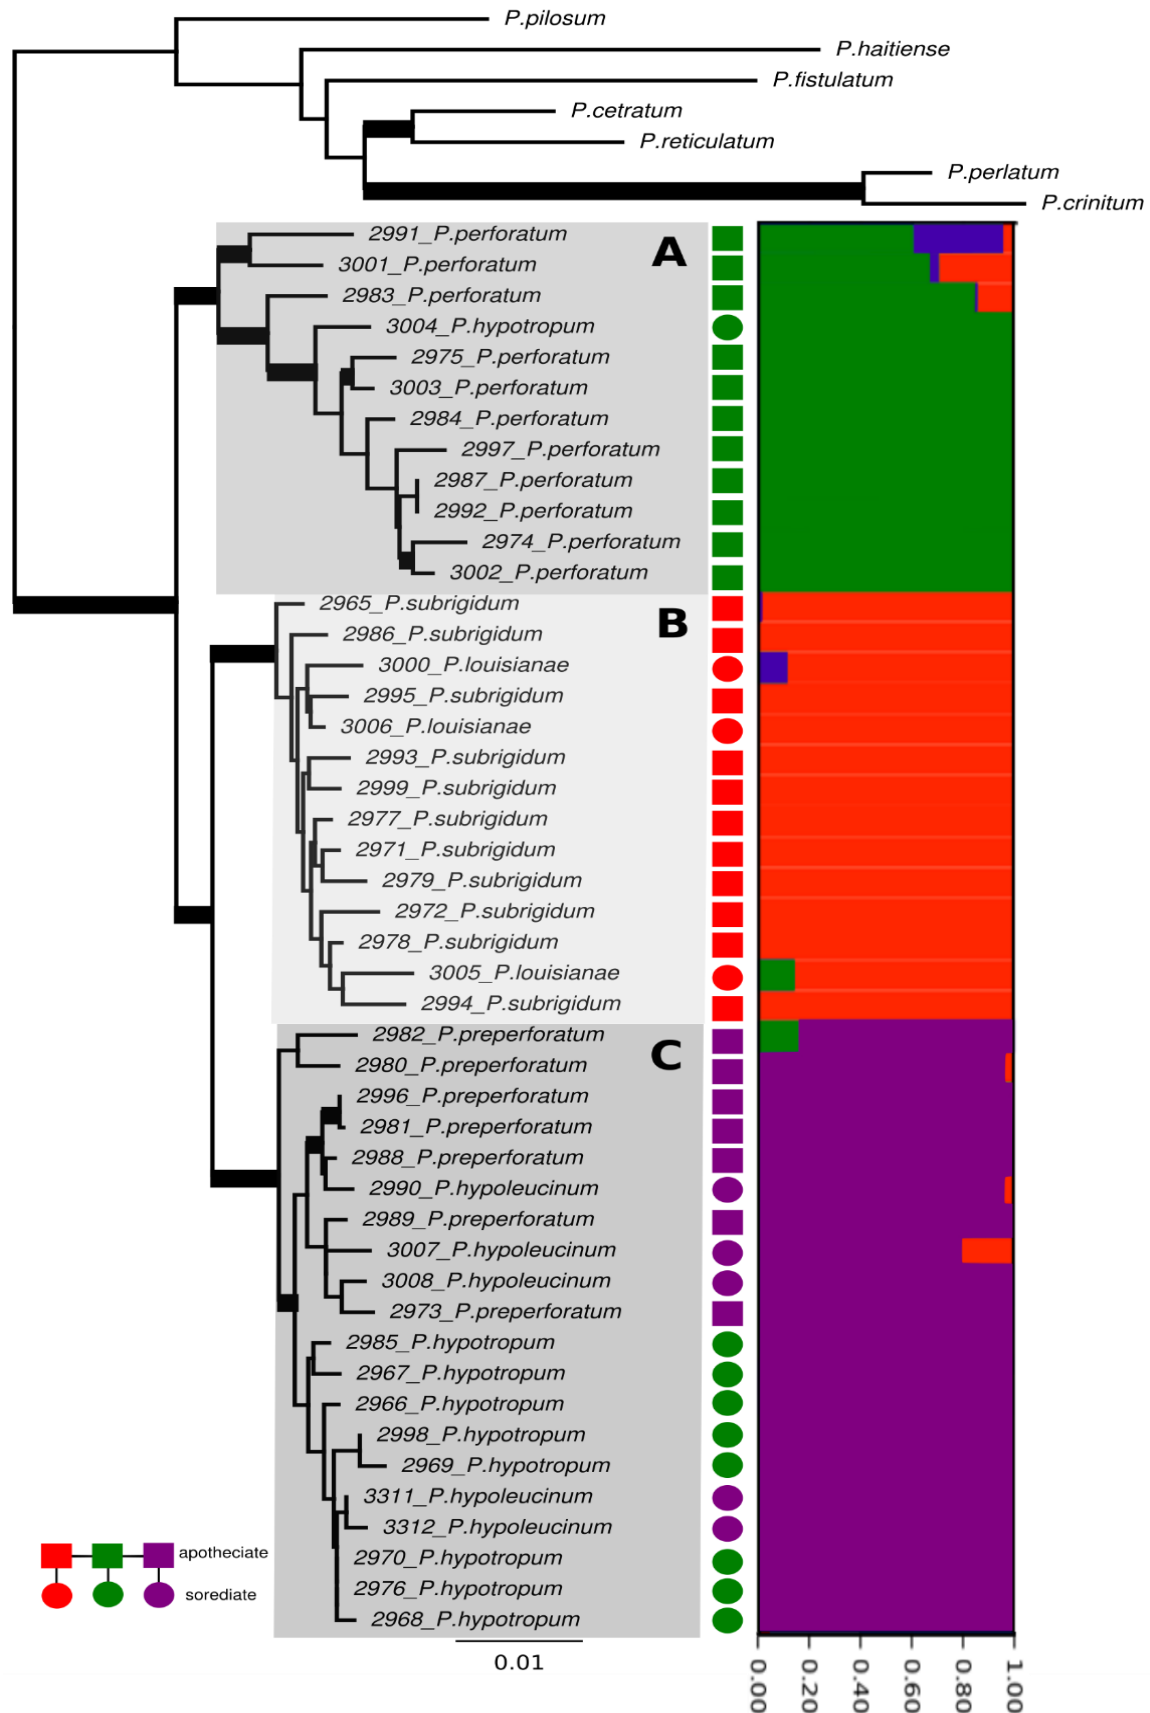 P.pilosum
P.haitiense
P.fistulatum
P.cetratum
P.reticulatum
P.perlatum
P.crinitum
A
2991_P.perforatum
3001_P.perforatum
2983_P.perforatum
3004_P.hypotropum
2975_P.perforatum
3003_P.perforatum
2984_P.perforatum
2997_P.perforatum
2987_P.perforatum
2992_P.perforatum
2974_P.perforatum
3002_P.perforatum
B
2965_P.subrigidum
2986_P.subrigidum
3000_P.louisianae
2995_P.subrigidum
3006_P.louisianae
2993_P.subrigidum
2999_P.subrigidum
2977_P.subrigidum
2971_P.subrigidum
2979_P.subrigidum
2972_P.subrigidum
2978_P.subrigidum
3005_P.louisianae
2994_P.subrigidum
C
2982_P.preperforatum
2980_P.preperforatum
2996_P.preperforatum
2981_P.preperforatum
2988_P.preperforatum
2990_P.hypoleucinum
2989_P.preperforatum
3007_P.hypoleucinum
3008_P.hypoleucinum
2973_P.preperforatum
2985_P.hypotropum
2967_P.hypotropum
2966_P.hypotropum
2998_P.hypotropum
2969_P.hypotropum
3311_P.hypoleucinum
3312_P.hypoleucinum
2970_P.hypotropum
2976_P.hypotropum
2968_P.hypotropum
apotheciate
sorediate
0.01
0.00 0.20 0.40 0.60 0.80 1.00